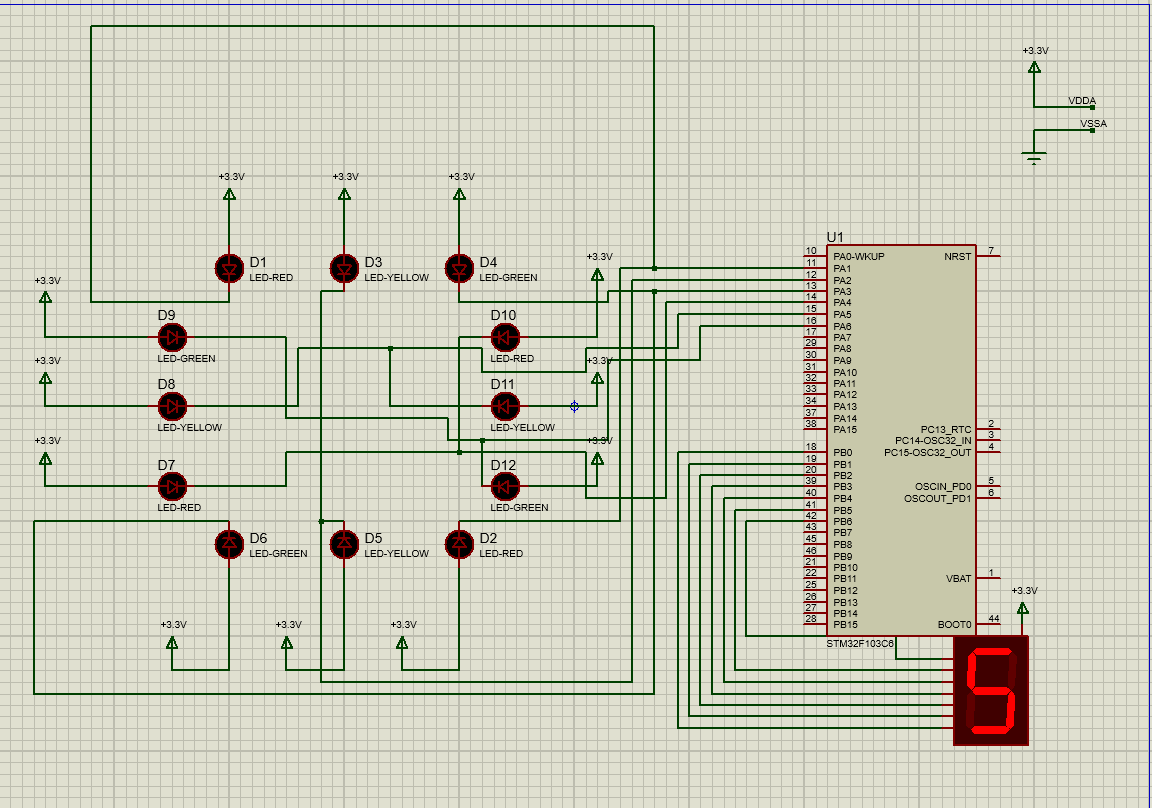 +3.3V
VDDA
VSSA
+3.3V +3.3V +3.3V
D1
LED-RED
D3
LED-YELLOW
D4
LED-GREEN
+3.3V
+3.3V
D9
LED-GREEN
D10
LED-RED
+3.3V
+3.3V
D8
LED-YELLOW
D11
LED-YELLOW
+3.3V
+3.3V
D7
LED-RED
D12
LED-GREEN
D6
LED-GREEN
D5
LED-YELLOW
D2
LED-RED
+3.3V +3.3V +3.3V
U1
10 PA0-WKUP NRST 7
11 PA1
12 PA2
13 PA3
14 PA4
15 PA5
16 PA6
17 PA7
29 PA8
30 PA9
31 PA10
32 PA11
33 PA12
34 PA13
37 PA14
38 PA15 PC13_RTC 2
PC14-OSC32_IN 3
18 PB0 PC15-OSC32_OUT 4
19 PB1
20 PB2
39 PB3 OSCIN_PD0 5
40 PB4 OSCOUT_PD1 6
41 PB5
42 PB6
43 PB7
45 PB8
46 PB9
21 PB10
22 PB11 VBAT 1
25 PB12
26 PB13
27 PB14
28 PB15 BOOT0 44
STM32F103C6
+3.3V
5